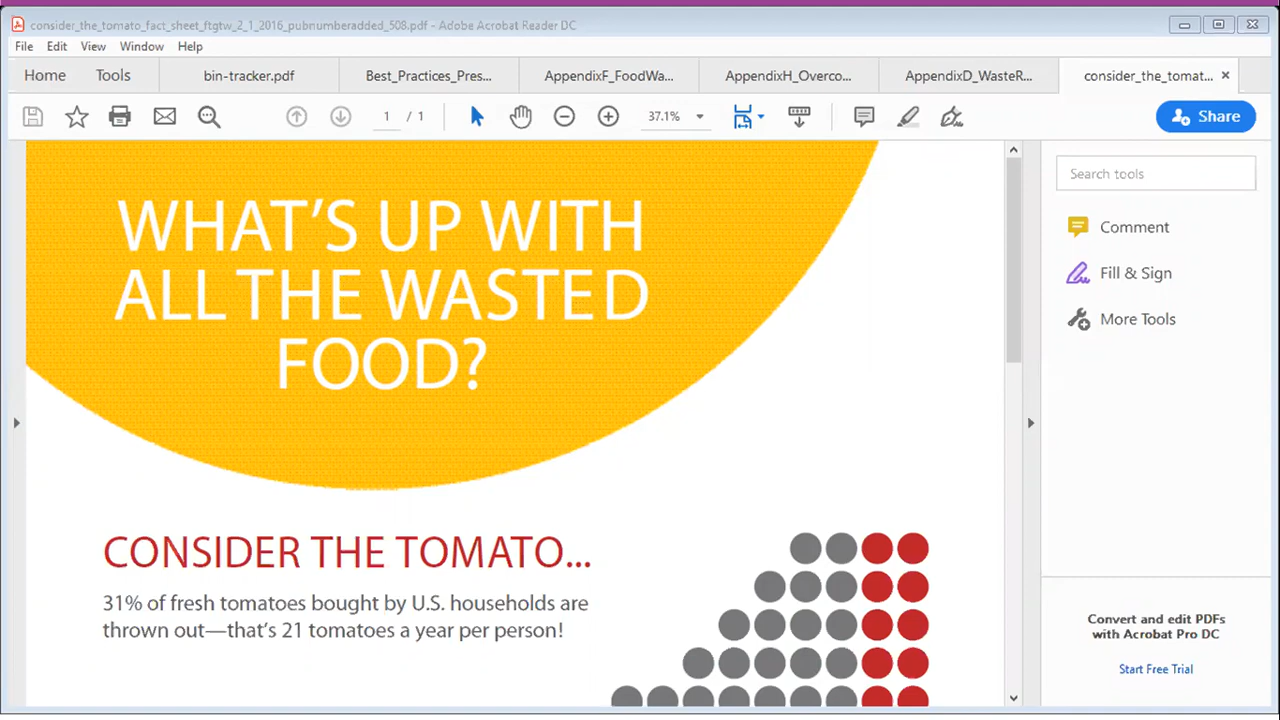 consider_the_tomato_fact_sheet_ftgtw_2_1_2016_pubnumberadded_508.pdf - Adobe Acrobat Reader DC
File Edit View Window Help
Home Tools bin-tracker.pdf Best_Practices_Pres... AppendixF_FoodWa... AppendixH_Overco... AppendixD_WasteR... consider_the_tomat...
1 / 1 37.1% Share
Search tools
Comment
Fill & Sign
More Tools
WHAT’S UP WITH
ALL THE WASTED
FOOD?
CONSIDER THE TOMATO...
31% of fresh tomatoes bought by U.S. households are
thrown out—that’s 21 tomatoes a year per person!
Convert and edit PDFs
with Acrobat Pro DC
Start Free Trial